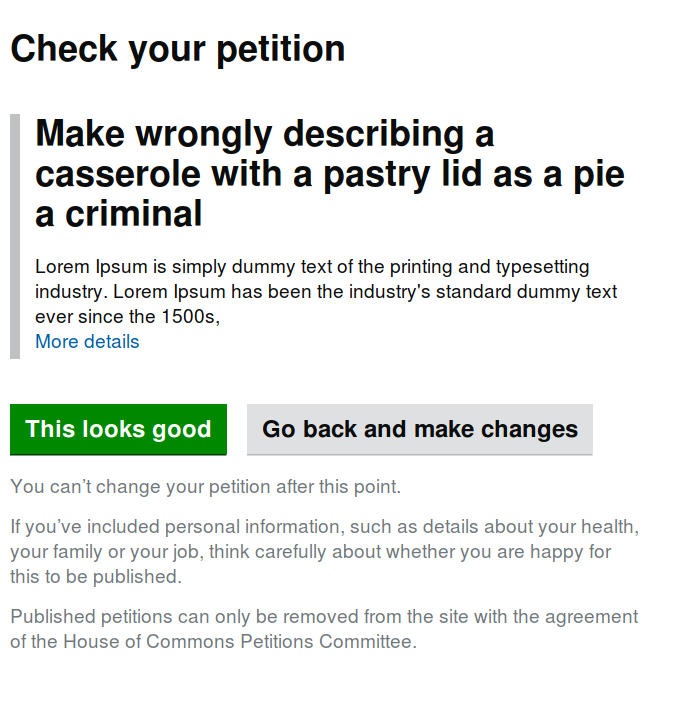 Check your petition
Make wrongly describing a
casserole with a pastry lid as a pie
a criminal
Lorem Ipsum is simply dummy text of the printing and typesetting
industry. Lorem Ipsum has been the industry's standard dummy text
ever since the 1500s,
More details
This looks good
Go back and make changes
You can’t change your petition after this point.
If you’ve included personal information, such as details about your health,
your family or your job, think carefully about whether you are happy for
this to be published.
Published petitions can only be removed from the site with the agreement
of the House of Commons Petitions Committee.